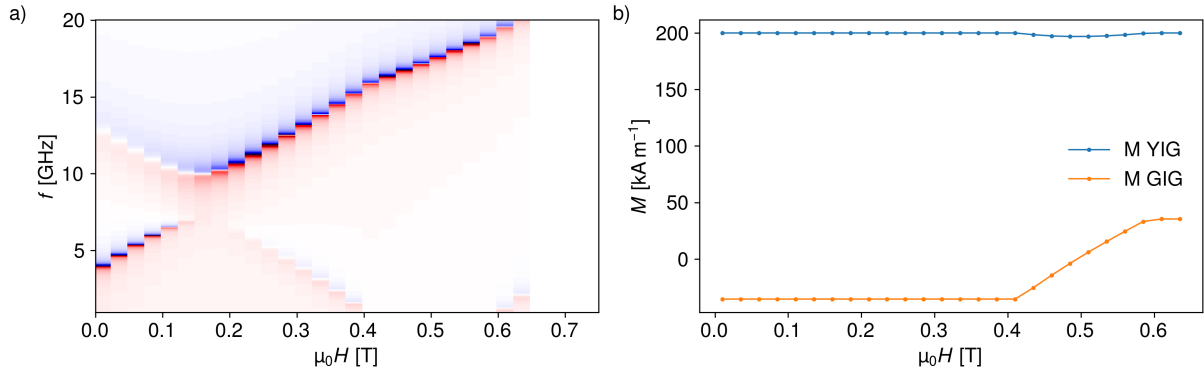 a)
20
15
10
5
f [GHz]
0.0 0.1 0.2 0.3 0.4 0.5 0.6 0.7
μ₀H [T]
b)
200
150
100
50
0
M [kA m⁻¹]
M YIG
M GIG
0.0 0.1 0.2 0.3 0.4 0.5 0.6
μ₀H [T]